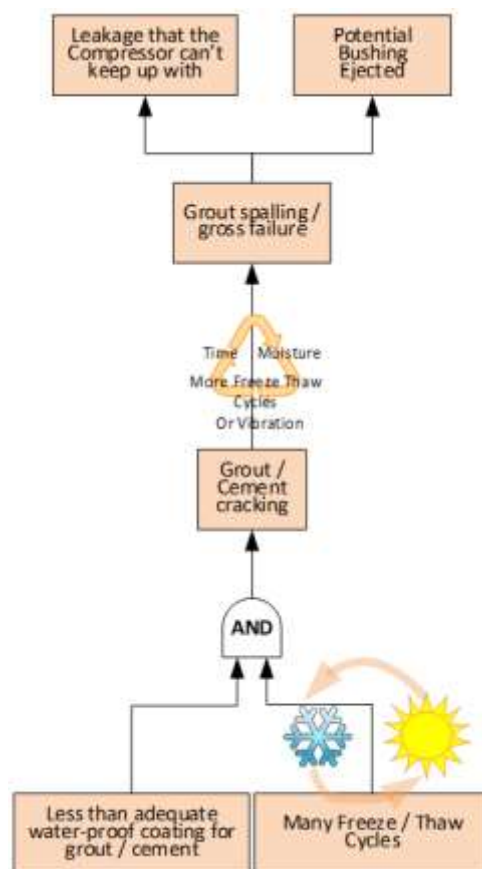 Leakage that the
Compressor can't
keep up with
Potential
Bushing
Ejected
Grout spalling /
gross failure
Time Moisture
More Freeze Thaw
Cycles
Or Vibration
Grout /
Cement
cracking
AND
Less than adequate
water-proof coating for
grout / cement
Many Freeze / Thaw
Cycles